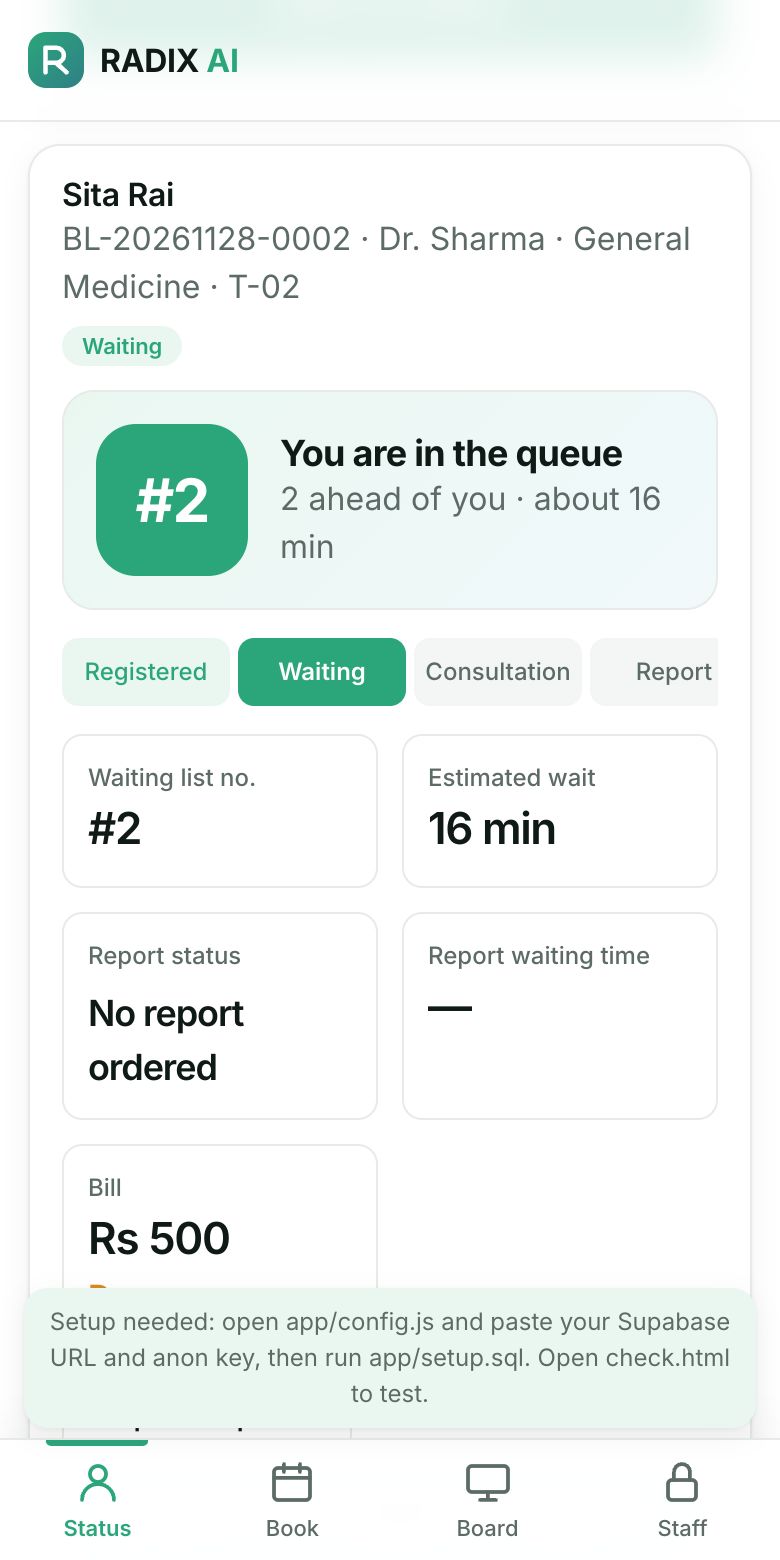 RADIX AI
Sita Rai
BL-20261128-0002 · Dr. Sharma · General
Medicine · T-02
Waiting
#2
You are in the queue
2 ahead of you · about 16
min
Registered
Waiting
Consultation
Report
Waiting list no.
#2
Estimated wait
16 min
Report status
No report
ordered
Report waiting time
—
Bill
Rs 500
Setup needed: open app/config.js and paste your Supabase
URL and anon key, then run app/setup.sql. Open check.html
to test.
Status
Book
Board
Staff